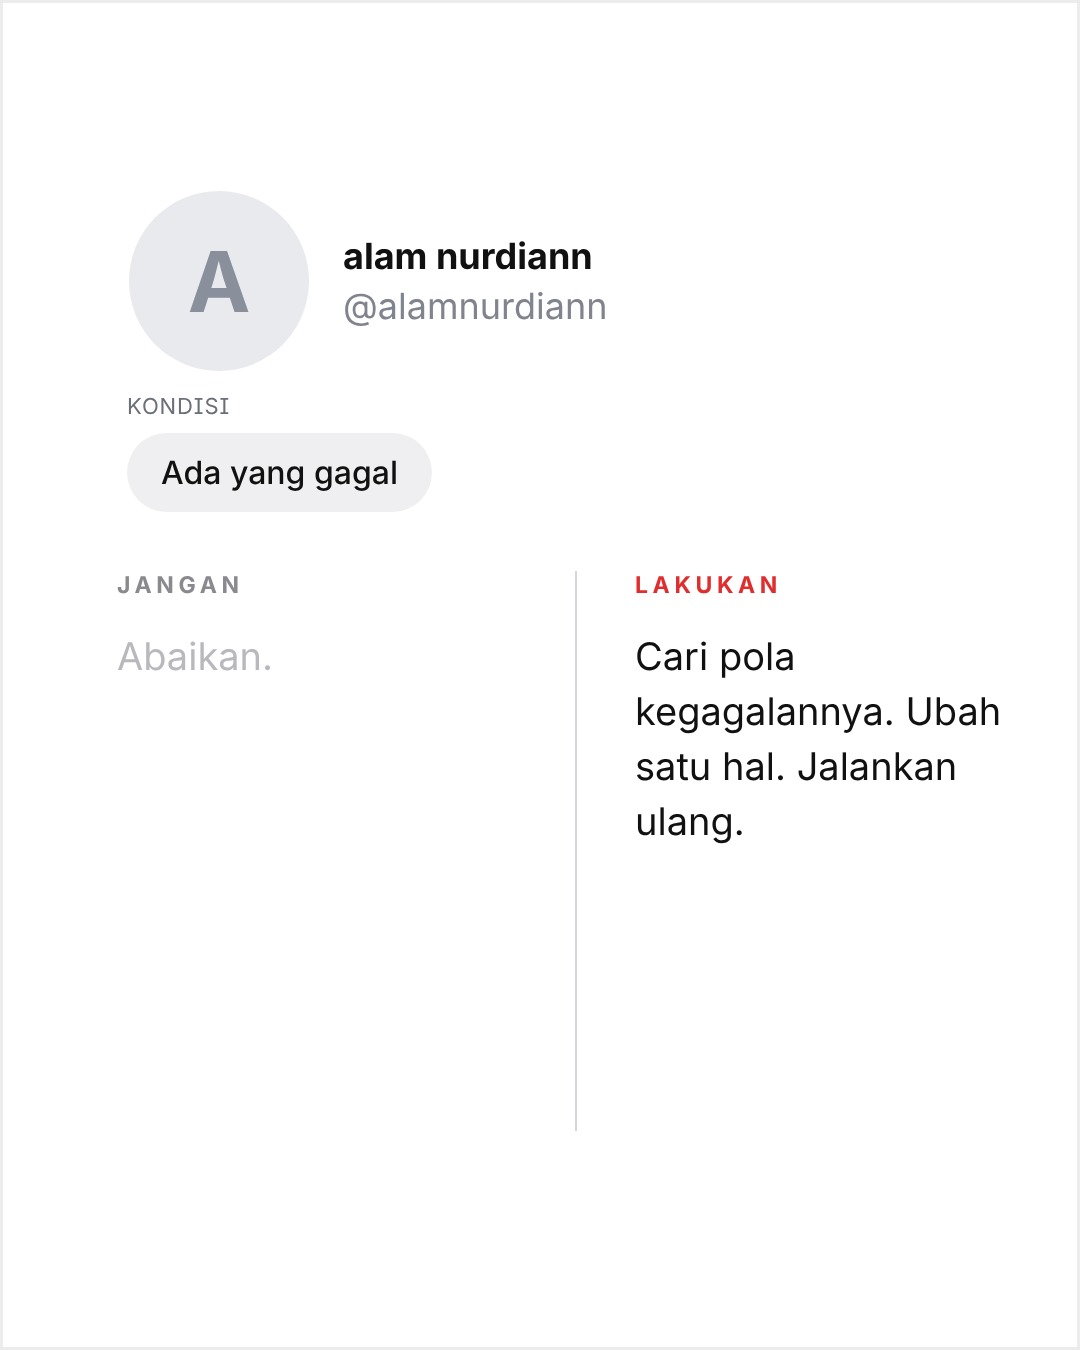 A
alam nurdiann
@alamnurdiann
KONDISI
Ada yang gagal
JANGAN
Abaikan.
LAKUKAN
Cari pola
kegagalannya. Ubah
satu hal. Jalankan
ulang.